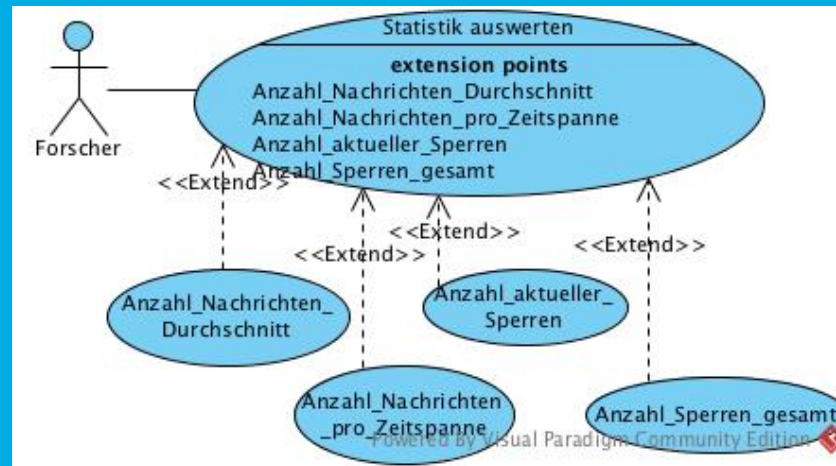 Statistik auswerten
extension points
Anzahl_Nachrichten_Durchschnitt
Anzahl_Nachrichten_pro_Zeitspanne
Anzahl_aktueller_Sperren
Anzahl_Sperren_gesamt
Forscher
<<Extend>>
<<Extend>>
<<Extend>>
<<Extend>>
Anzahl_Nachrichten_
Durchschnitt
Anzahl_aktueller_
Sperren
Anzahl_Nachrichten
_pro_Zeitspanne
Anzahl_Sperren_gesamt
Powered By Visual Paradigm Community Edition